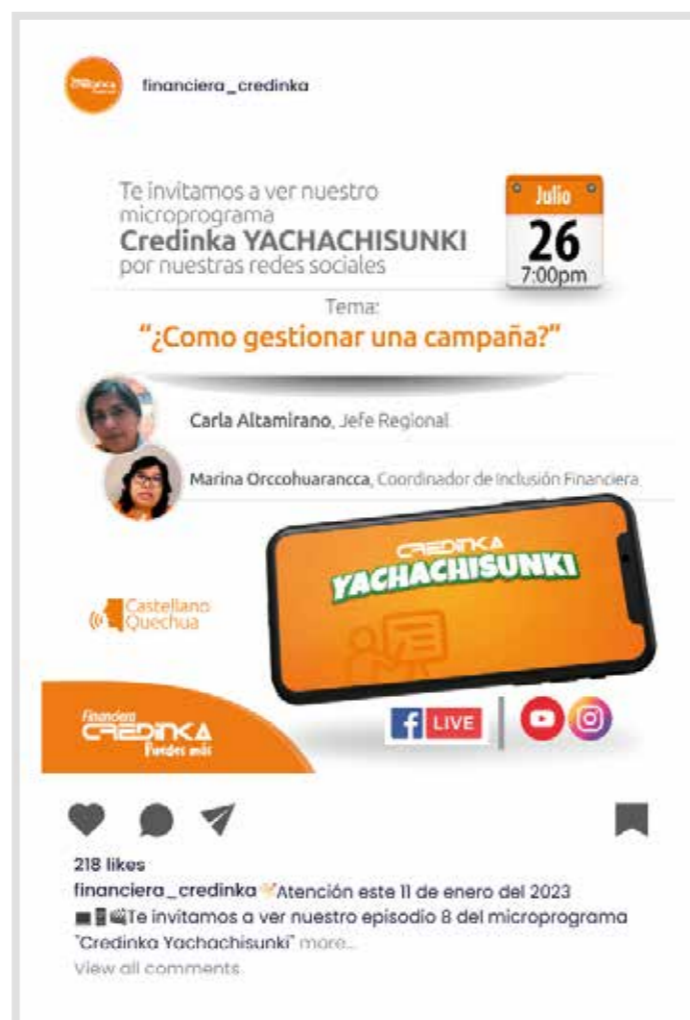 CREDINKA
financiera_credinka
Te invitamos a ver nuestro
microprograma
Credinka YACHACHISUNKI
por nuestras redes sociales
Julio
26
7:00pm
Tema:
"¿Como gestionar una campaña?"
Carla Altamirano, Jefe Regional
Marina Orccohuarancca, Coordinador de Inclusión Financiera
CREDINKA
YACHACHISUNKI
Castellano
Quechua
Financiera
CREDINKA
Puedes más
f LIVE
218 likes
financiera_credinka Atención este 11 de enero del 2023
Te invitamos a ver nuestro episodio 8 del microprograma
"Credinka Yachachisunki" more...
View all comments